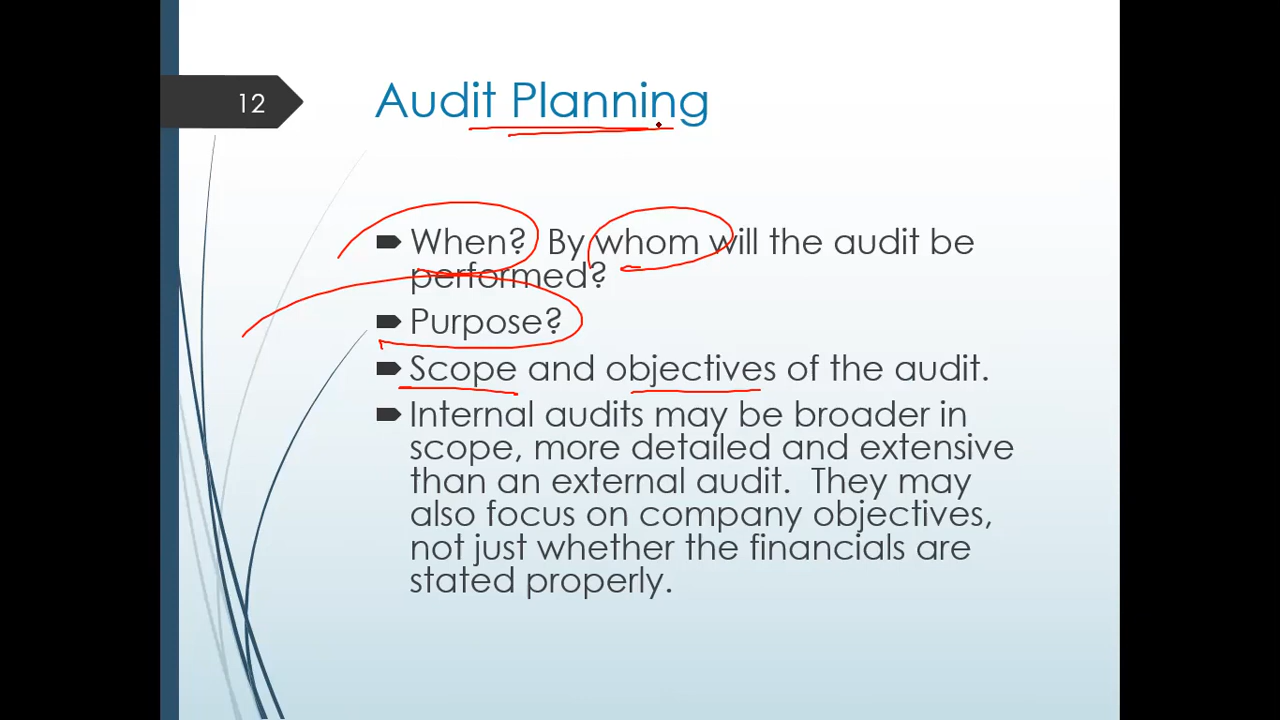 12
Audit Planning
When? By whom will the audit be
performed?
Purpose?
Scope and objectives of the audit.
Internal audits may be broader in
scope, more detailed and extensive
than an external audit. They may
also focus on company objectives,
not just whether the financials are
stated properly.